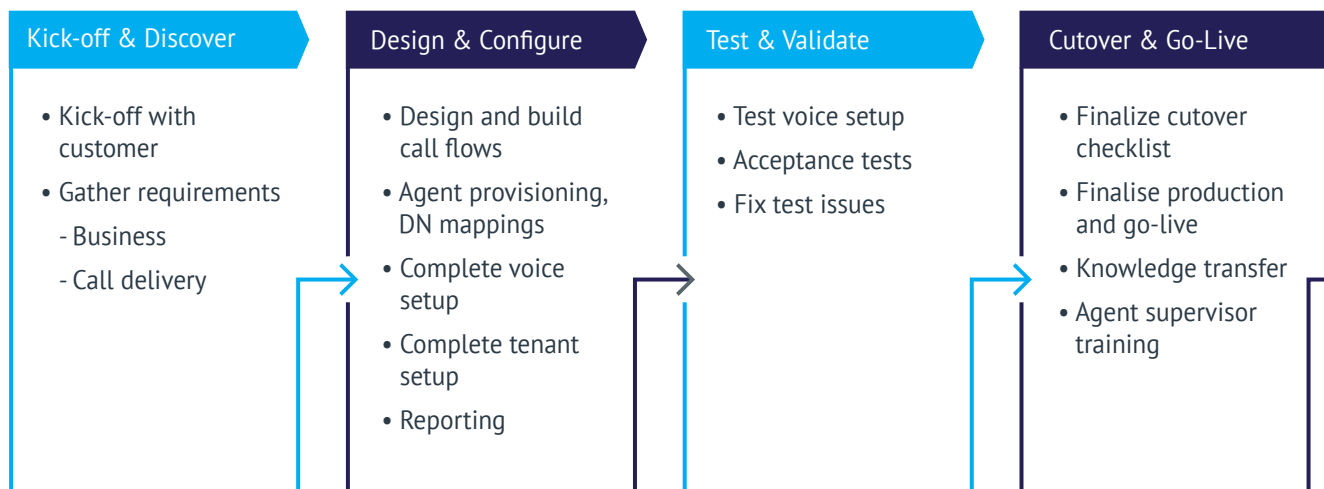 Kick-off & Discover
• Kick-off with
customer
• Gather requirements
- Business
- Call delivery
Design & Configure
• Design and build
call flows
• Agent provisioning,
DN mappings
• Complete voice
setup
• Complete tenant
setup
• Reporting
Test & Validate
• Test voice setup
• Acceptance tests
• Fix test issues
Cutover & Go-Live
• Finalize cutover
checklist
• Finalise production
and go-live
• Knowledge transfer
• Agent supervisor
training